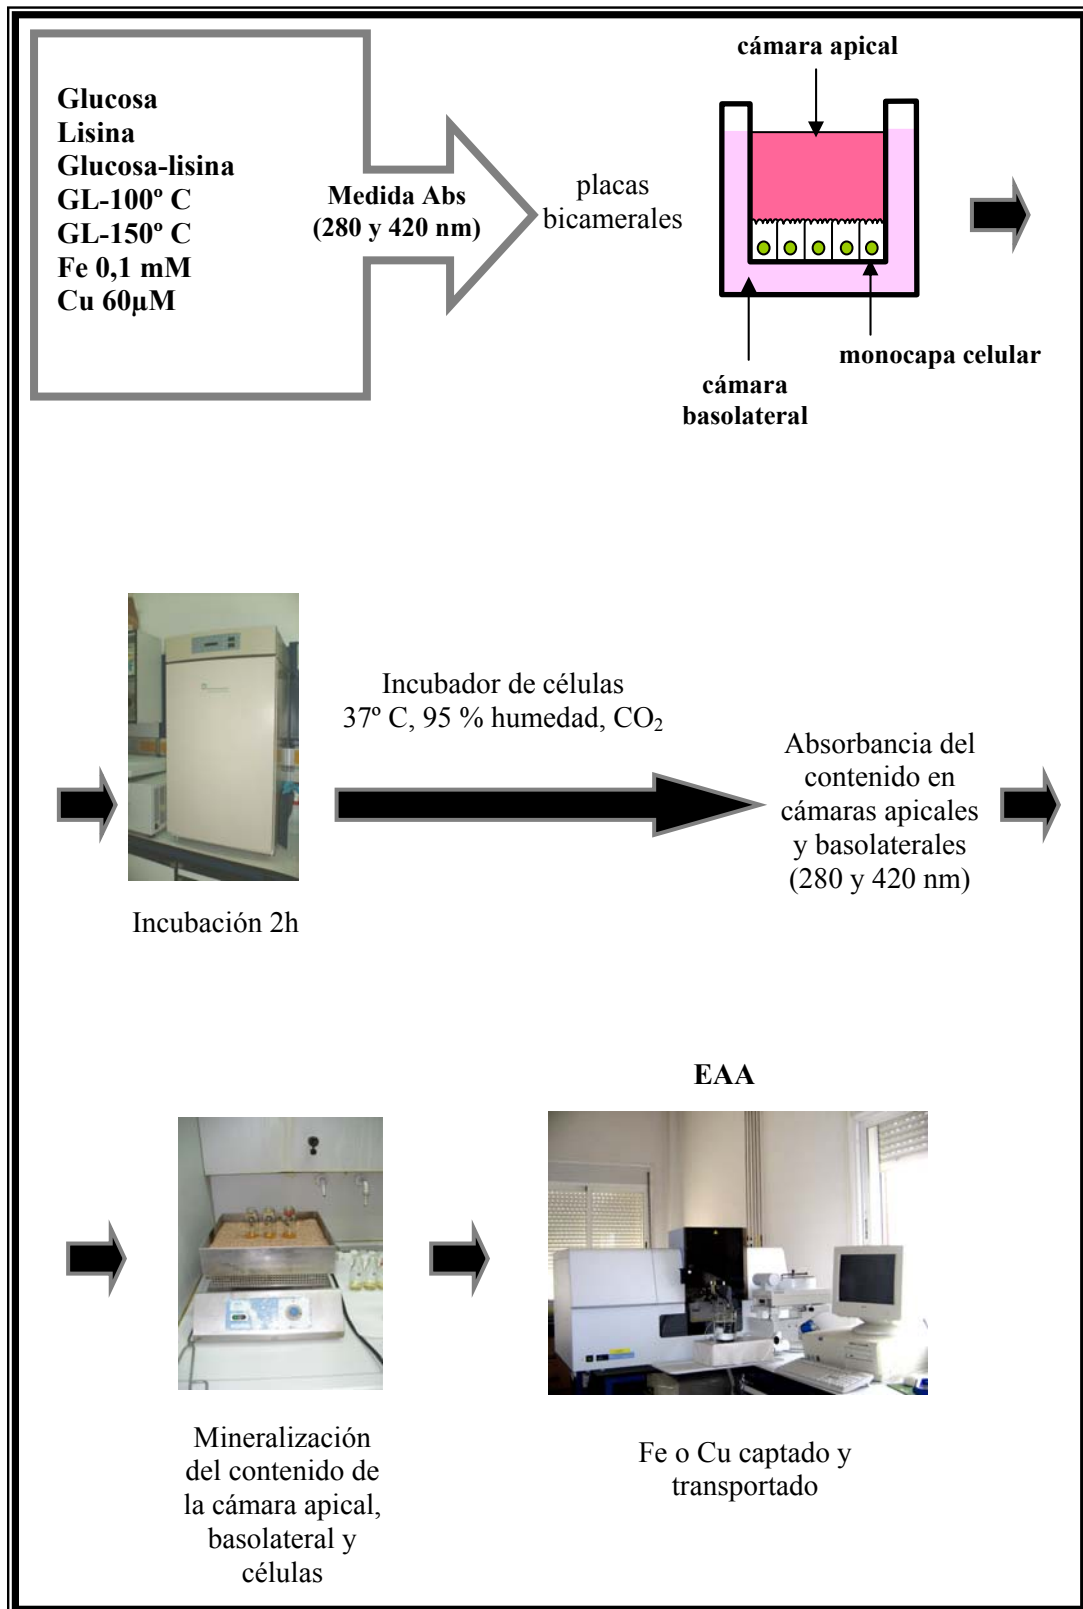 Glucosa
Lisina
Glucosa-lisina
GL-100º C
GL-150º C
Fe 0,1 mM
Cu 60µM
Medida Abs
(280 y 420 nm)
placas
bicamerales
cámara apical
monocapa celular
cámara
basolateral
Incubación 2h
Incubador de células
37º C, 95 % humedad, CO₂
Absorbancia del
contenido en
cámaras apicales
y basolaterales
(280 y 420 nm)
Mineralización
del contenido de
la cámara apical,
basolateral y
células
EAA
Fe o Cu captado y
transportado